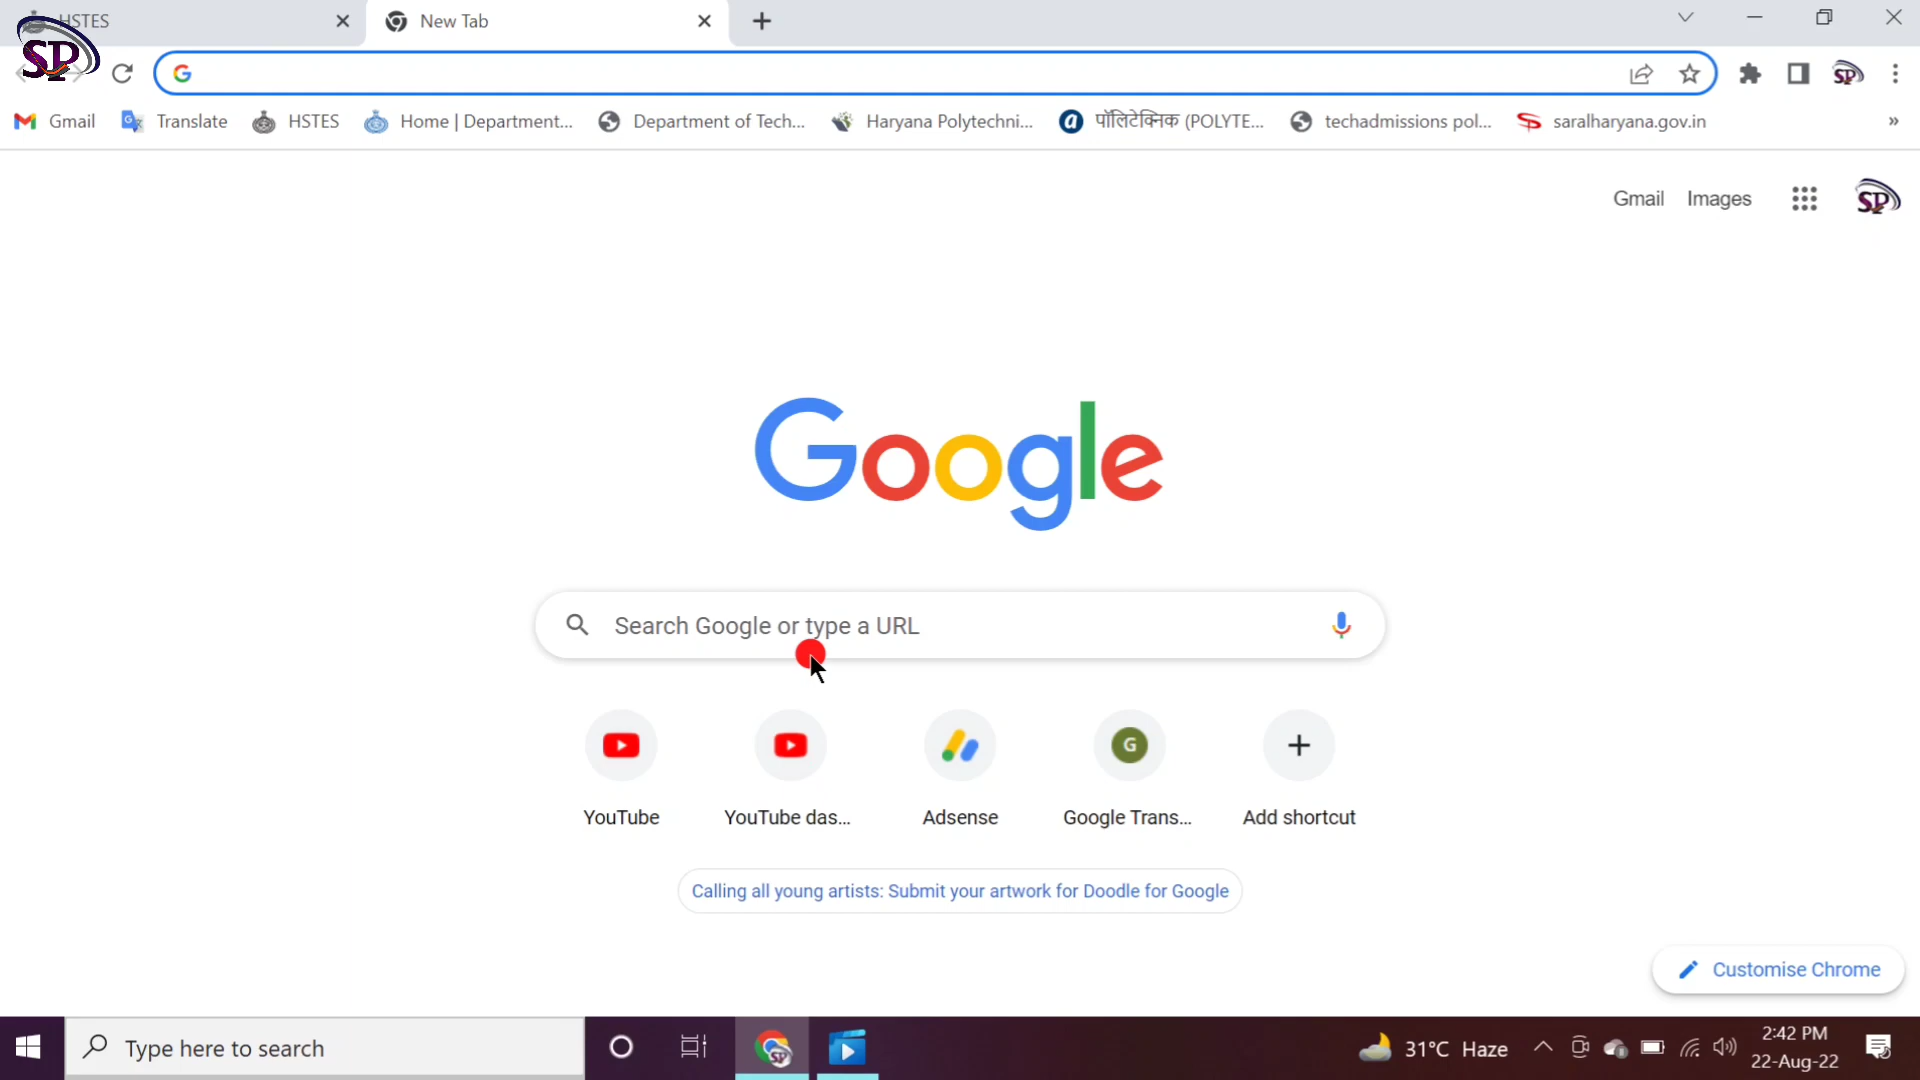 HSTES
New Tab
SP
Gmail
Translate
HSTES
Home | Department...
Department of Tech...
Haryana Polytechni...
पॉलिटेक्निक (POLYTE...
techadmissions pol...
saralharyana.gov.in
»
Gmail
Images
SP
Google
Search Google or type a URL
G
YouTube
YouTube das...
Adsense
Google Trans...
Add shortcut
Calling all young artists: Submit your artwork for Doodle for Google
Customise Chrome
Type here to search
31°C Haze
2:42 PM
22-Aug-22